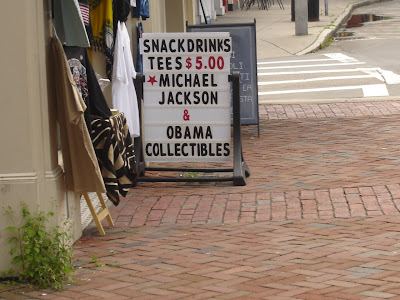 SNACKDRINKS
TEES $5.00
★MICHAEL
JACKSON
&
OBAMA
COLLECTIBLES